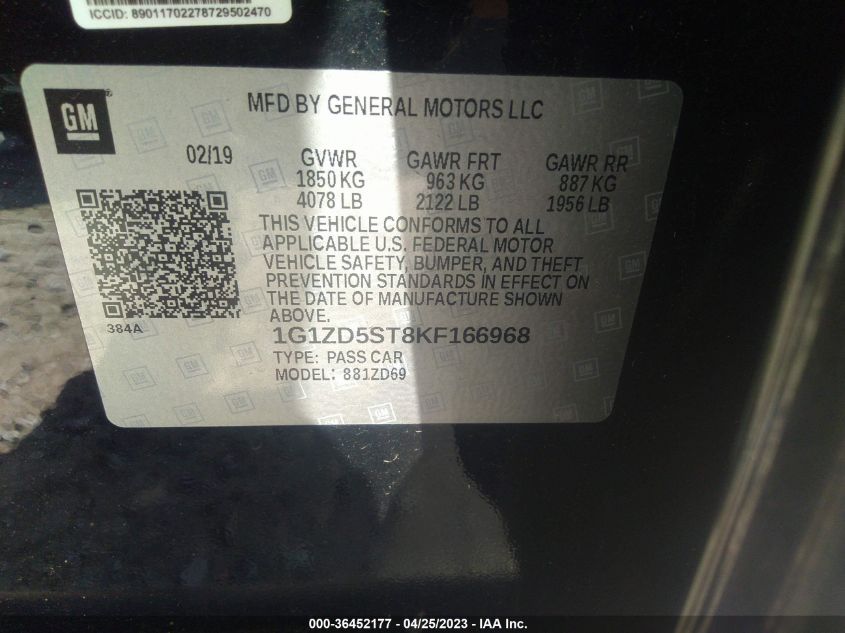 ICCID: 89011702278729502470
GM
MFD BY GENERAL MOTORS LLC
02/19 GVWR GAWR FRT GAWR RR
1850 KG 963 KG 887 KG
4078 LB 2122 LB 1956 LB
THIS VEHICLE CONFORMS TO ALL
APPLICABLE U.S. FEDERAL MOTOR
VEHICLE SAFETY, BUMPER, AND THEFT
PREVENTION STANDARDS IN EFFECT ON
THE DATE OF MANUFACTURE SHOWN
ABOVE.
384A
1G1ZD5ST8KF166968
TYPE: PASS CAR
MODEL: 881ZD69
000-36452177 - 04/25/2023 - IAA Inc.